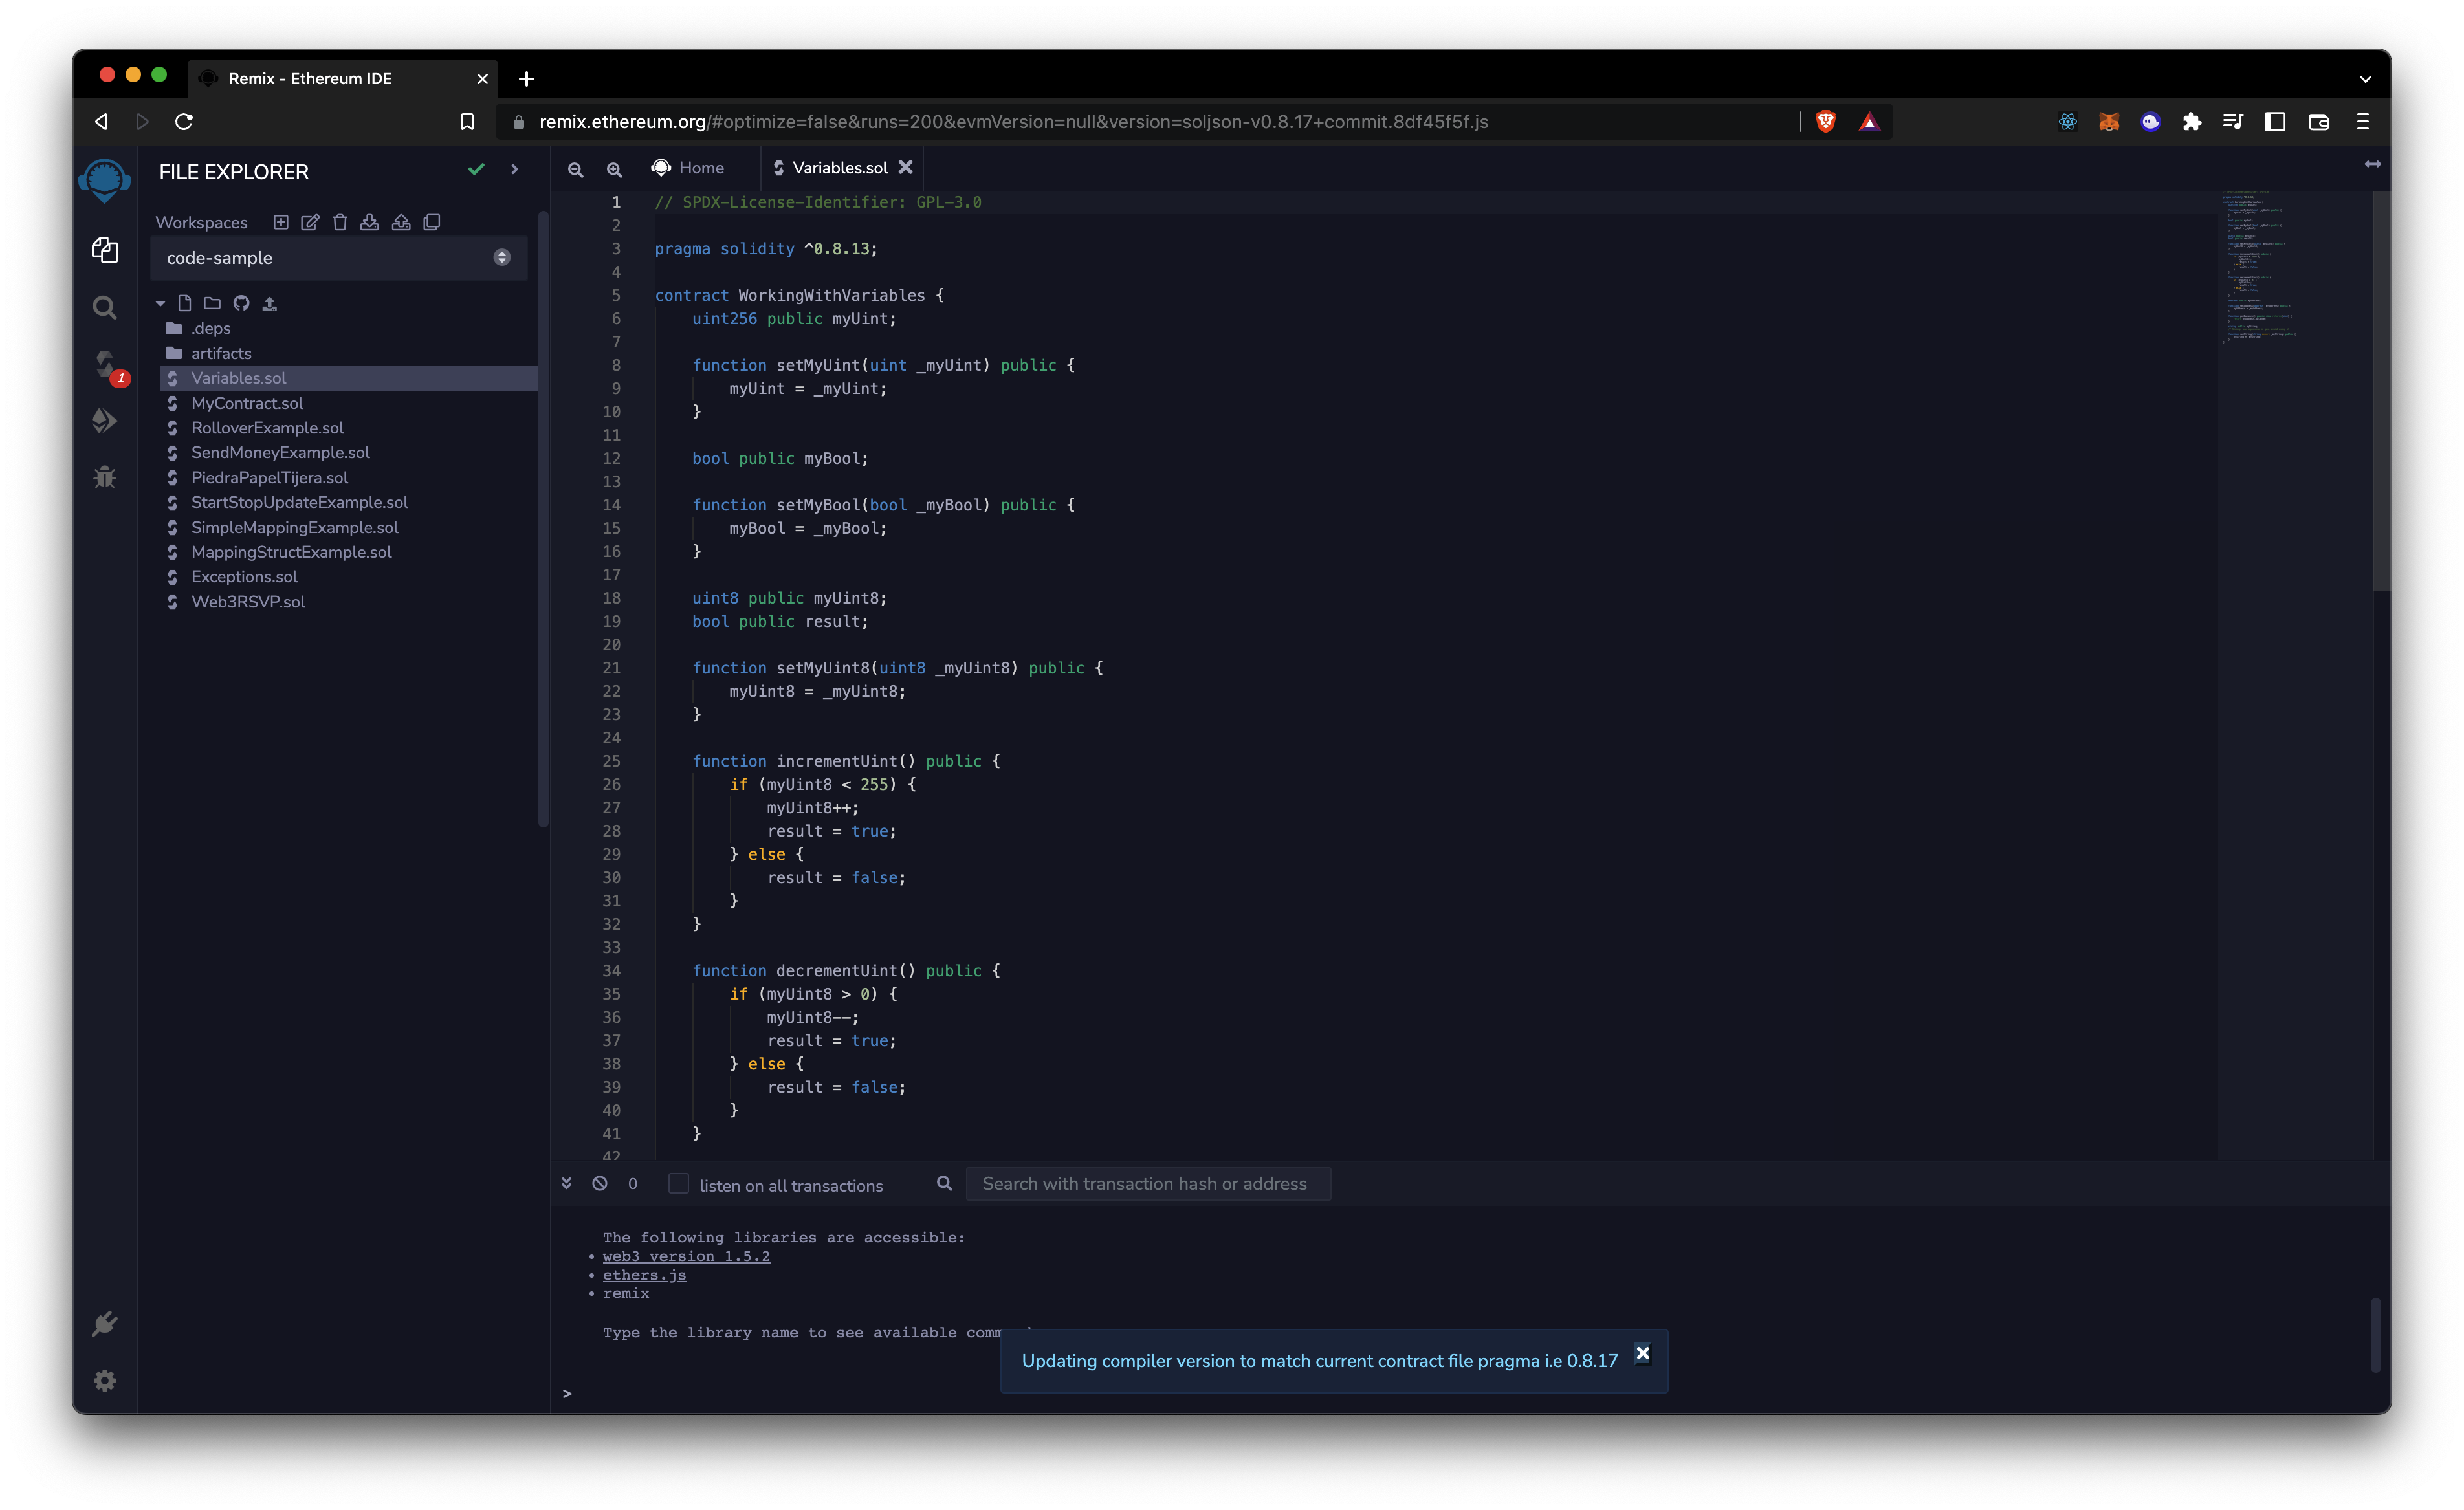 Remix - Ethereum IDE
remix.ethereum.org/#optimize=false&runs=200&evmVersion=null&version=soljson-v0.8.17+commit.8df45f5f.js
FILE EXPLORER
Workspaces
code-sample
.deps
artifacts
Variables.sol
MyContract.sol
RolloverExample.sol
SendMoneyExample.sol
PiedraPapelTijera.sol
StartStopUpdateExample.sol
SimpleMappingExample.sol
MappingStructExample.sol
Exceptions.sol
Web3RSVP.sol
1
Home
Variables.sol
1 // SPDX-License-Identifier: GPL-3.0
2
3 pragma solidity ^0.8.13;
4
5 contract WorkingWithVariables {
6 uint256 public myUint;
7
8 function setMyUint(uint _myUint) public {
9 myUint = _myUint;
10 }
11
12 bool public myBool;
13
14 function setMyBool(bool _myBool) public {
15 myBool = _myBool;
16 }
17
18 uint8 public myUint8;
19 bool public result;
20
21 function setMyUint8(uint8 _myUint8) public {
22 myUint8 = _myUint8;
23 }
24
25 function incrementUint() public {
26 if (myUint8 < 255) {
27 myUint8++;
28 result = true;
29 } else {
30 result = false;
31 }
32 }
33
34 function decrementUint() public {
35 if (myUint8 > 0) {
36 myUint8--;
37 result = true;
38 } else {
39 result = false;
40 }
41 }
42
0 listen on all transactions Search with transaction hash or address
The following libraries are accessible:
• web3 version 1.5.2
• ethers.js
• remix
Type the library name to see available
Updating compiler version to match current contract file pragma i.e 0.8.17
>